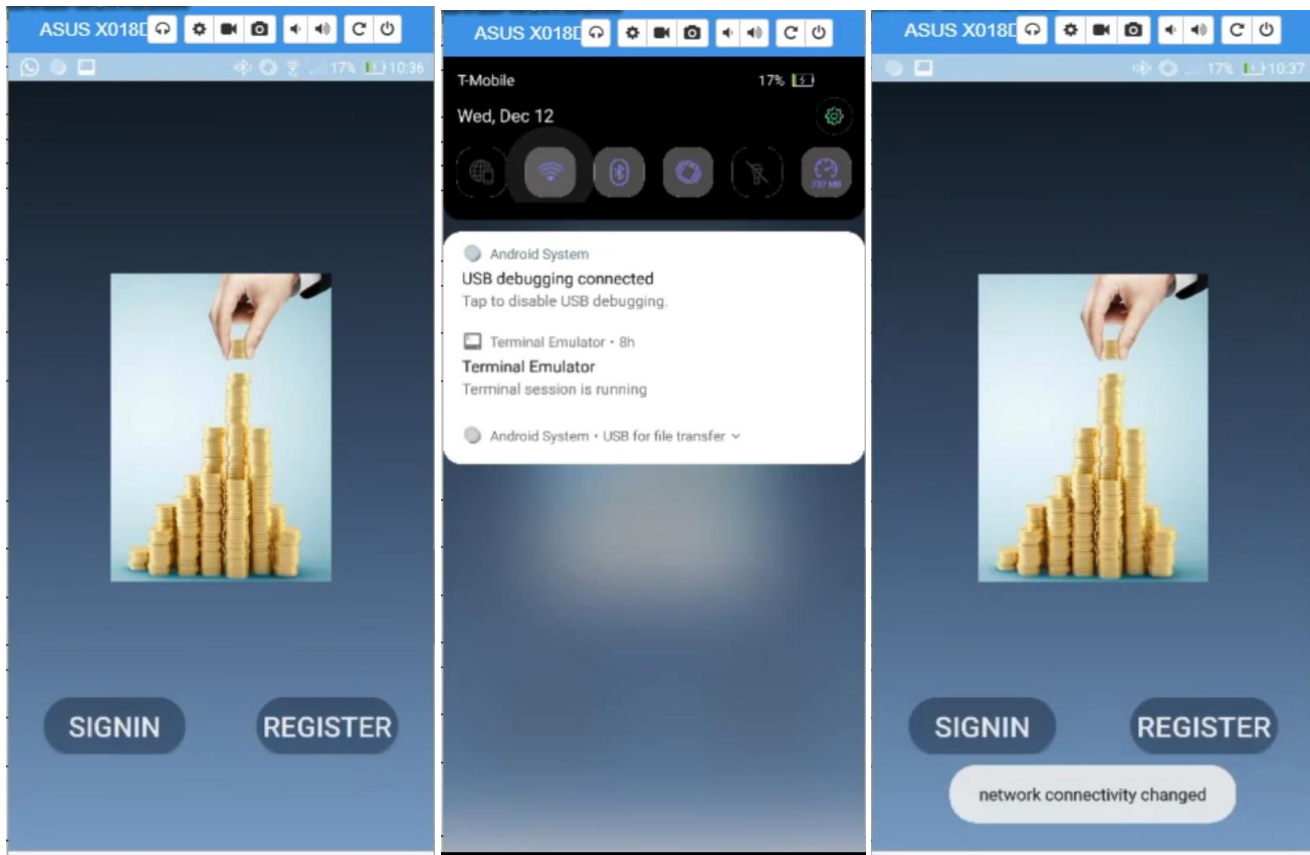 ASUS X018D
17% 10:36
SIGNIN
REGISTER
ASUS X018D
T-Mobile
17%
Wed, Dec 12
Android System
USB debugging connected
Tap to disable USB debugging.
Terminal Emulator • 8h
Terminal Emulator
Terminal session is running
Android System • USB for file transfer
ASUS X018D
17% 10:37
SIGNIN
REGISTER
network connectivity changed